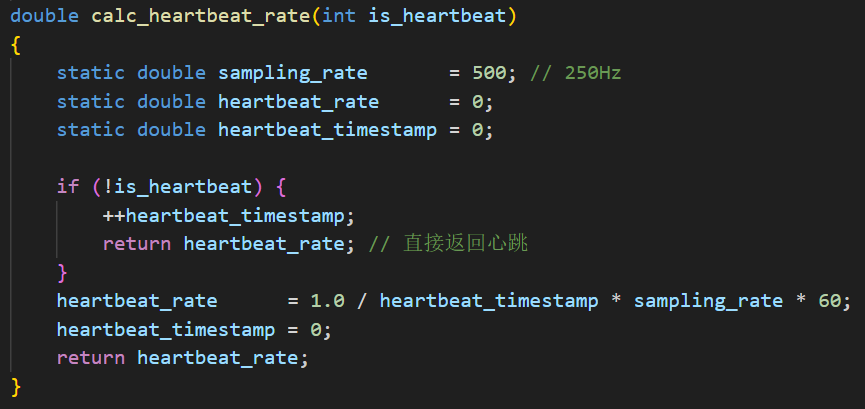 double calc_heartbeat_rate(int is_heartbeat)
{
    static double sampling_rate       = 500; // 250Hz
    static double heartbeat_rate      = 0;
    static double heartbeat_timestamp = 0;

    if (!is_heartbeat) {
        ++heartbeat_timestamp;
        return heartbeat_rate; // 直接返回心跳
    }
    heartbeat_rate      = 1.0 / heartbeat_timestamp * sampling_rate * 60;
    heartbeat_timestamp = 0;
    return heartbeat_rate;
}